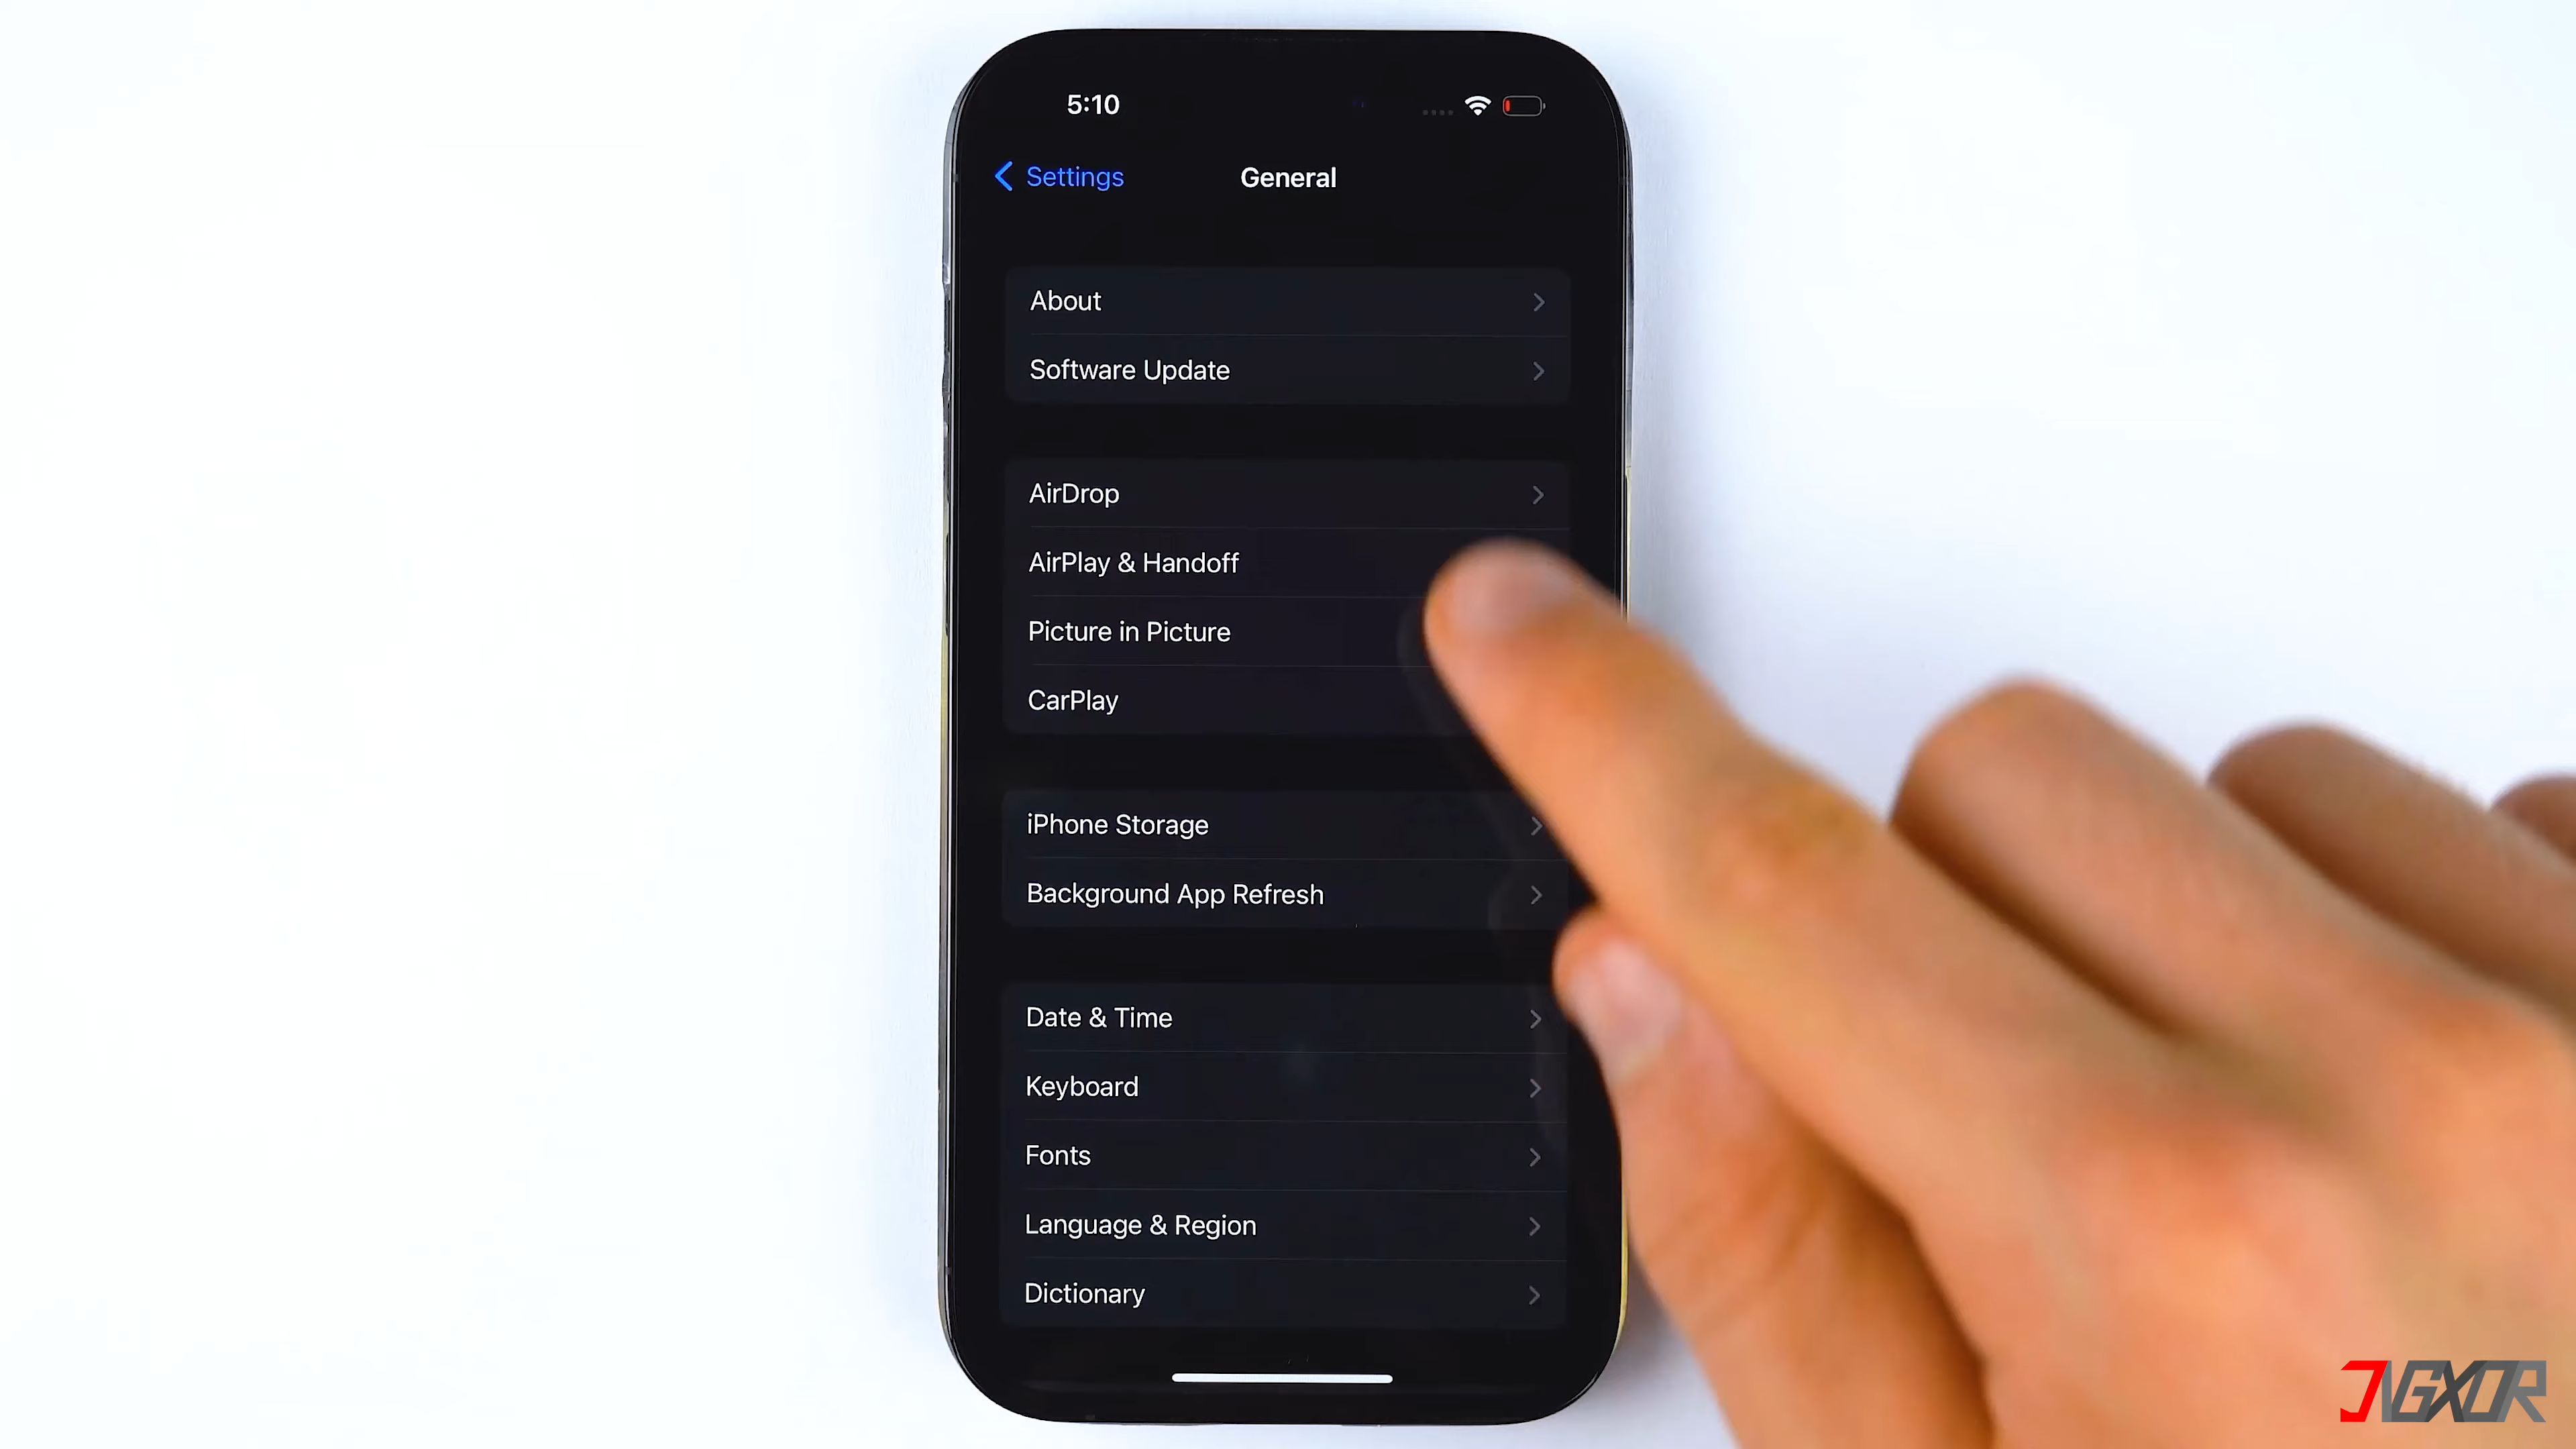 5:10
Settings
General
About
Software Update
AirDrop
AirPlay & Handoff
Picture in Picture
CarPlay
iPhone Storage
Background App Refresh
Date & Time
Keyboard
Fonts
Language & Region
Dictionary
JVGXOR